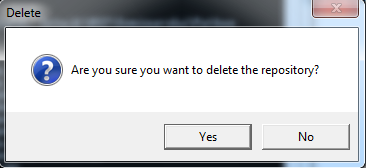 Delete
Are you sure you want to delete the repository?
Yes
No